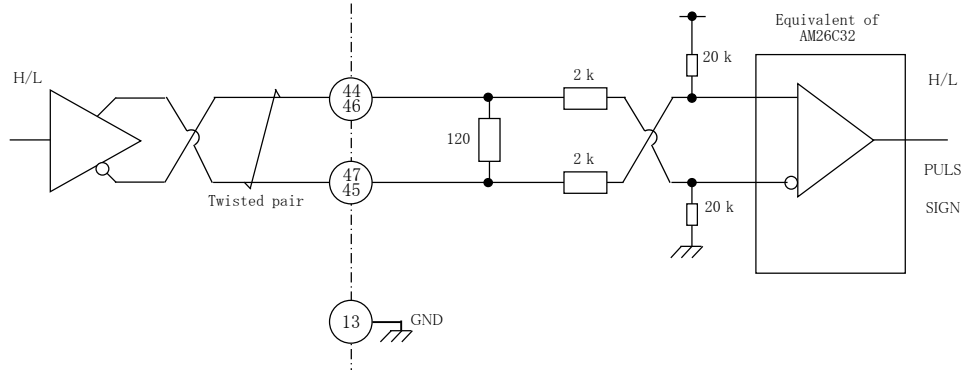 Equivalent of
AM26C32
20 k
H/L
2 k
H/L
44
46
120
2 k
PULS
47
45
Twisted pair
20 k
SIGN
13
GND